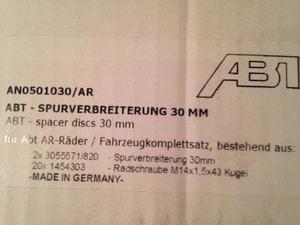 ABT
AN0501030/AR
ABT - SPURVERBREITERUNG 30 MM
ABT - spacer discs 30 mm
für Abt AR-Räder / Fahrzeugkomplettsatz, bestehend aus:
2x 3055571/820 - Spurverbreiterung 30mm
20x 1454303 - Radschraube M14x1,5x43 Kugel
-MADE IN GERMANY-